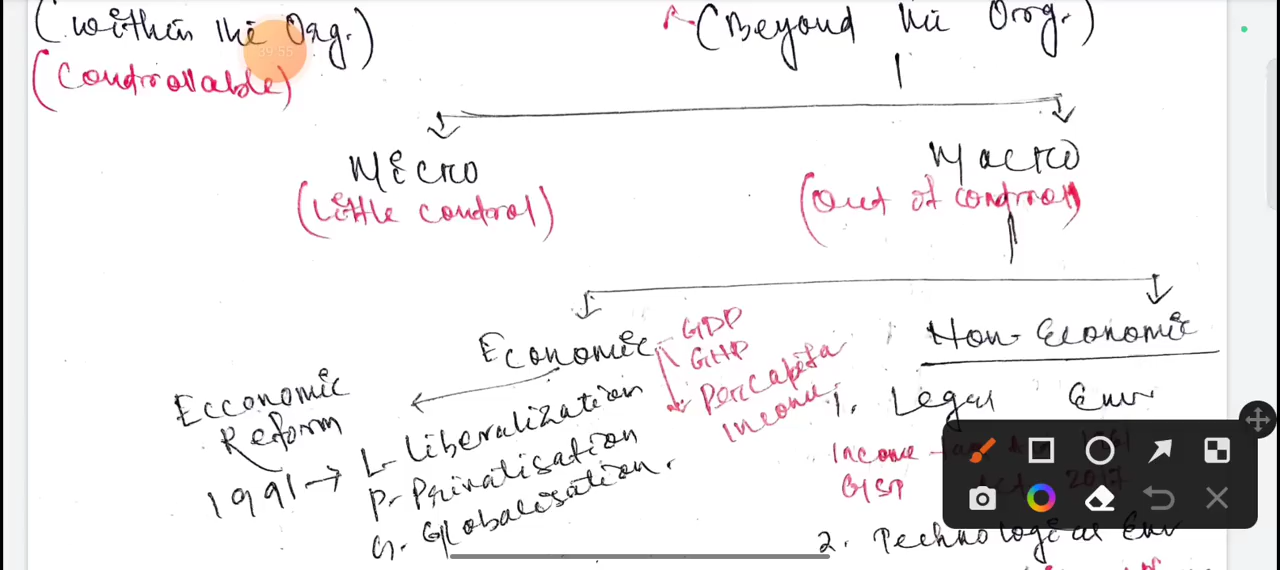 (Within the Org.)
(Beyond the Org.)
(Controllable)
Micro
(Little control)
Macro
(Out of control)
Economic
GDP
GNP
Per Capita
Income
Non-Economic
Ecconomic
Reform
1991 →
L- Liberalization
P- Privatisation
G. Globalisation.
1. Legal Env
Income
GST
2. Technological Env